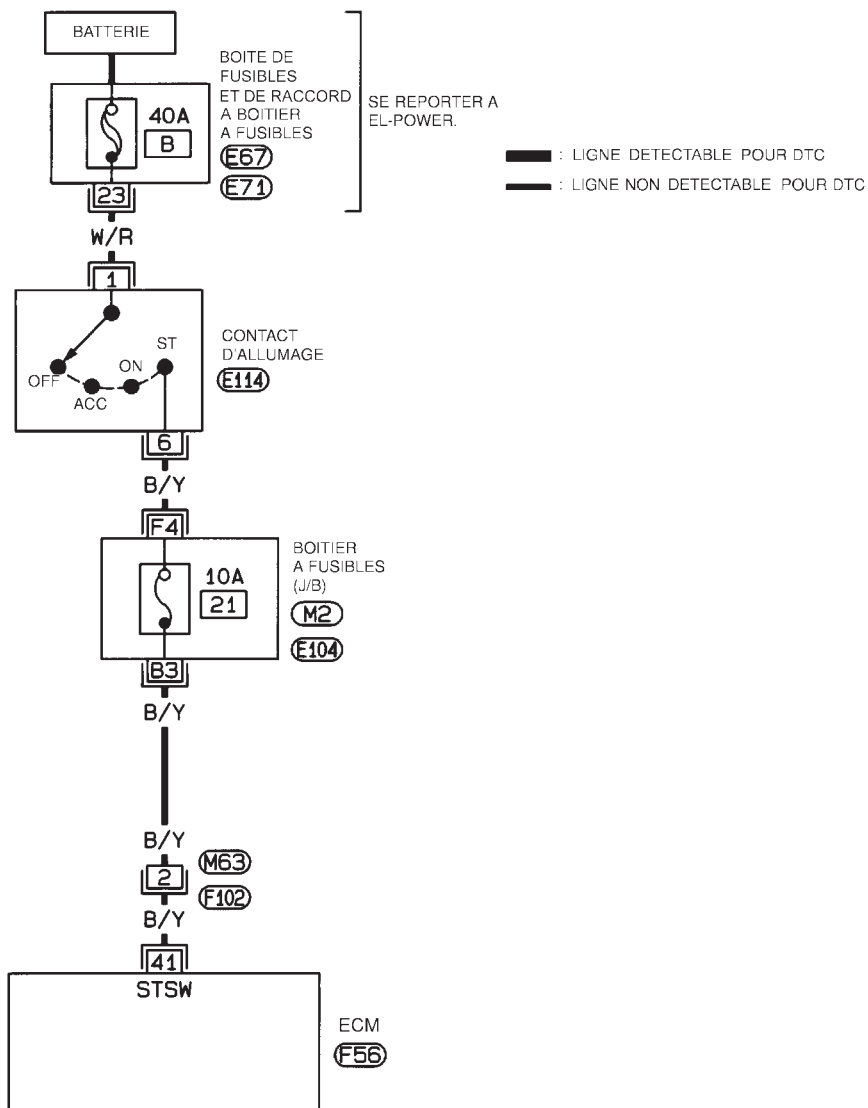 BATTERIE
BOITE DE
FUSIBLES
ET DE RACCORD
A BOITIER
A FUSIBLES
40A
B
E67
E71
SE REPORTER A
EL-POWER.
: LIGNE DETECTABLE POUR DTC
: LIGNE NON DETECTABLE POUR DTC
23
W/R
1
CONTACT
D'ALLUMAGE
E114
OFF
ACC
ON
ST
6
B/Y
F4
BOITIER
A FUSIBLES
(J/B)
10A
21
M2
E104
B3
B/Y
B/Y
2
M63
F102
B/Y
41
STSW
ECM
F56